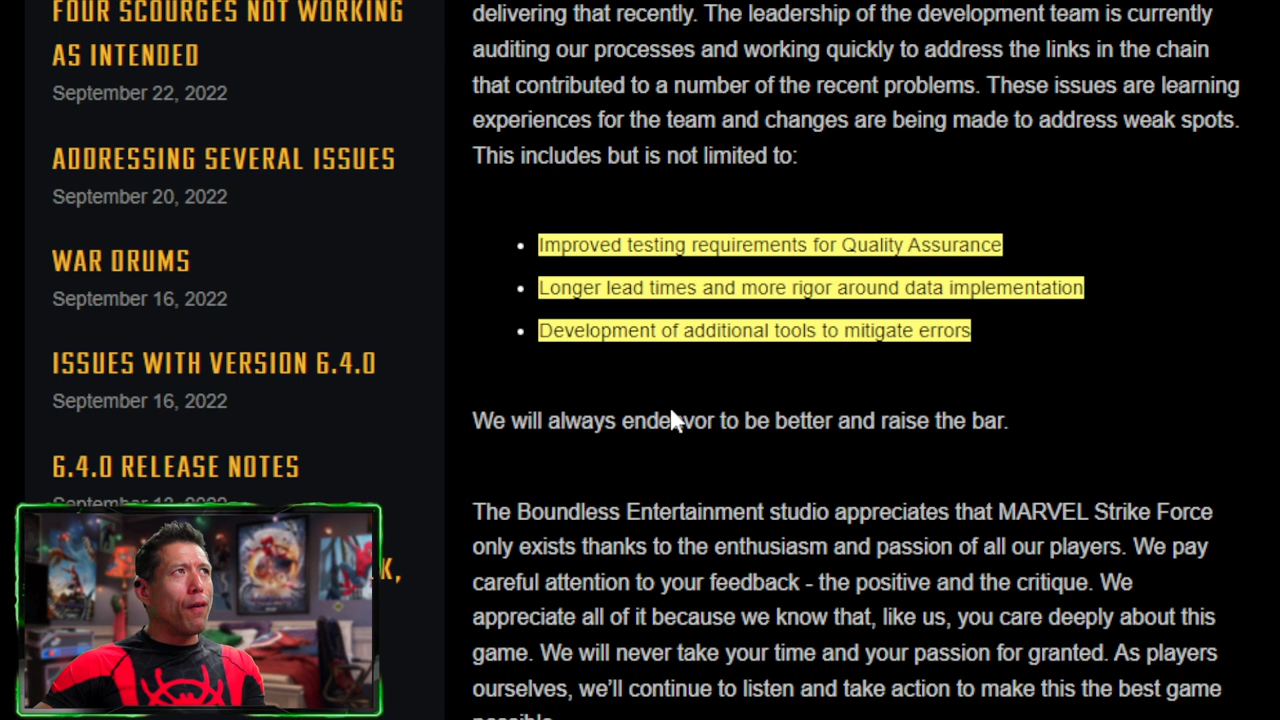 FOUR SCOURGES NOT WORKING
AS INTENDED
September 22, 2022
ADDRESSING SEVERAL ISSUES
September 20, 2022
WAR DRUMS
September 16, 2022
ISSUES WITH VERSION 6.4.0
September 16, 2022
6.4.0 RELEASE NOTES
K,
delivering that recently. The leadership of the development team is currently
auditing our processes and working quickly to address the links in the chain
that contributed to a number of the recent problems. These issues are learning
experiences for the team and changes are being made to address weak spots.
This includes but is not limited to:
• Improved testing requirements for Quality Assurance
• Longer lead times and more rigor around data implementation
• Development of additional tools to mitigate errors
We will always endeavor to be better and raise the bar.
The Boundless Entertainment studio appreciates that MARVEL Strike Force
only exists thanks to the enthusiasm and passion of all our players. We pay
careful attention to your feedback - the positive and the critique. We
appreciate all of it because we know that, like us, you care deeply about this
game. We will never take your time and your passion for granted. As players
ourselves, we'll continue to listen and take action to make this the best game